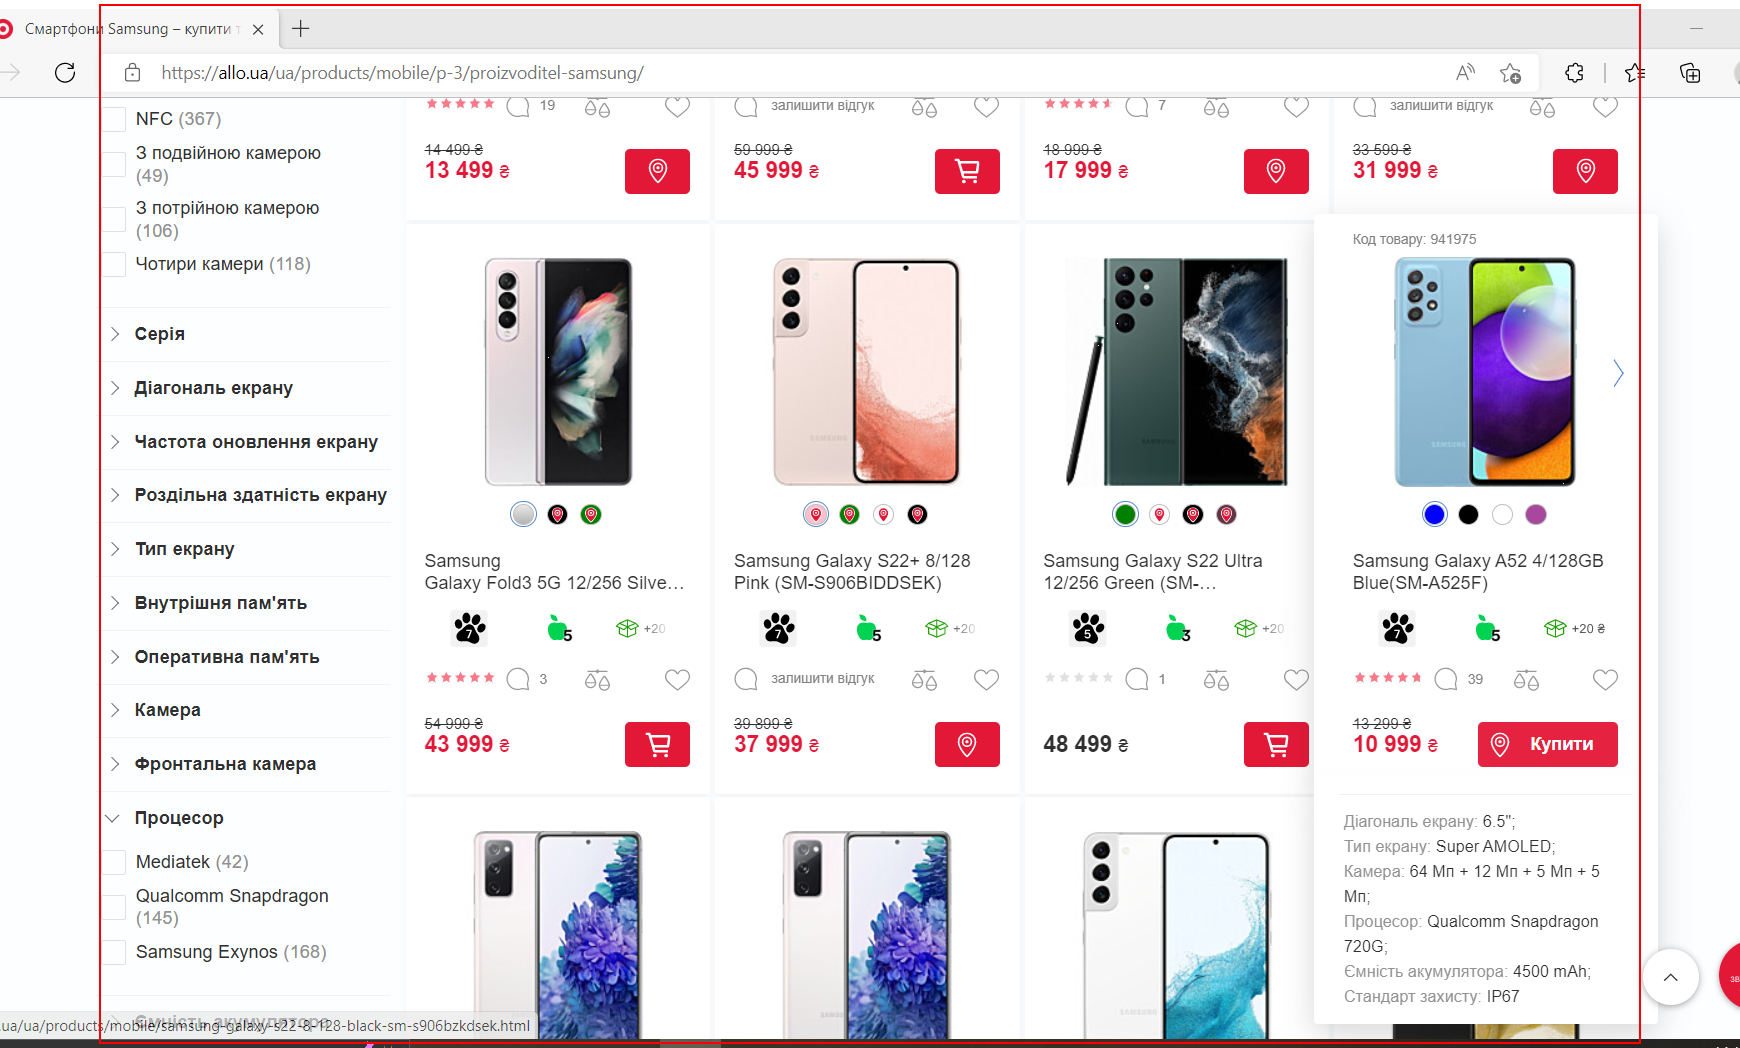 Смартфони Samsung – купити т
https://allo.ua/ua/products/mobile/p-3/proizvoditel-samsung/
NFC (367)
З подвійною камерою
(49)
З потрійною камерою
(106)
Чотири камери (118)
Серія
Діагональ екрану
Частота оновлення екрану
Роздільна здатність екрану
Тип екрану
Внутрішня пам'ять
Оперативна пам'ять
Камера
Фронтальна камера
Процесор
Mediatek (42)
Qualcomm Snapdragon
(145)
Samsung Exynos (168)
Ємність акумулятора
.ua/ua/products/mobile/samsung-galaxy-s22-8-128-black-sm-s906bzkdsek.html
19
14 499 ₴
13 499 ₴
залишити відгук
59 999 ₴
45 999 ₴
7
18 999 ₴
17 999 ₴
залишити відгук
33 599 ₴
31 999 ₴
Samsung
Galaxy Fold3 5G 12/256 Silve...
7
5
+20
3
54 999 ₴
43 999 ₴
SAMSUNG
Samsung Galaxy S22+ 8/128
Pink (SM-S906BIDDSEK)
7
5
+20
залишити відгук
39 899 ₴
37 999 ₴
SAMSUNG
Samsung Galaxy S22 Ultra
12/256 Green (SM-...
5
3
+20
1
48 499 ₴
Код товару: 941975
SAMSUNG
Samsung Galaxy A52 4/128GB
Blue(SM-A525F)
7
5
+20 ₴
39
13 299 ₴
10 999 ₴
Купити
Діагональ екрану: 6.5";
Тип екрану: Super AMOLED;
Камера: 64 Мп + 12 Мп + 5 Мп + 5
Мп;
Процесор: Qualcomm Snapdragon
720G;
Ємність акумулятора: 4500 mAh;
Стандарт захисту: IP67
SAMSUNG
SAMSUNG
SAMSUNG
ЗВ